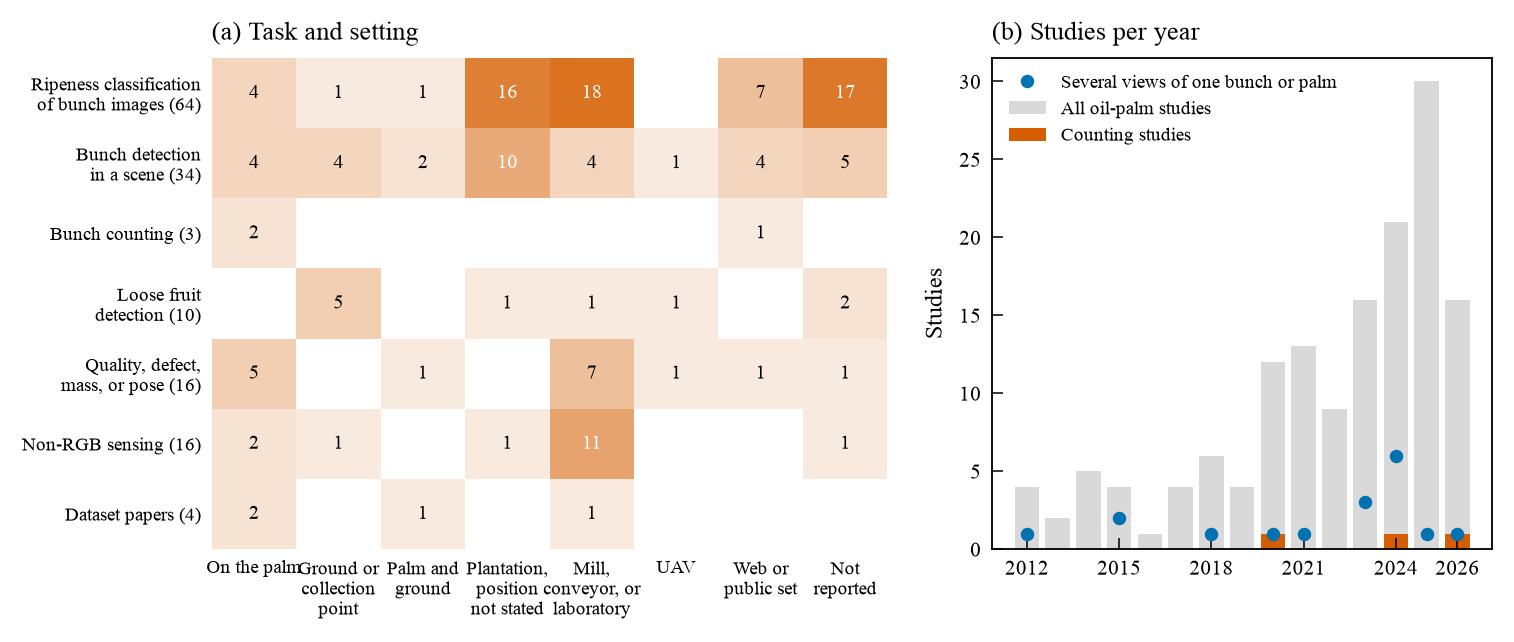 (a) Task and setting
Ripeness classification
of bunch images (64)
4 1 1 16 18 7 17
Bunch detection
in a scene (34)
4 4 2 10 4 1 4 5
Bunch counting (3)
2 1
Loose fruit
detection (10)
5 1 1 1 2
Quality, defect,
mass, or pose (16)
5 1 7 1 1 1
Non-RGB sensing (16)
2 1 1 11 1
Dataset papers (4)
2 1 1
On the palm
Ground or
collection
point
Palm and
ground
Plantation,
position
not stated
Mill,
conveyor, or
laboratory
UAV
Web or
public set
Not
reported
(b) Studies per year
Several views of one bunch or palm
All oil-palm studies
Counting studies
Studies
30
25
20
15
10
5
0
2012 2015 2018 2021 2024 2026